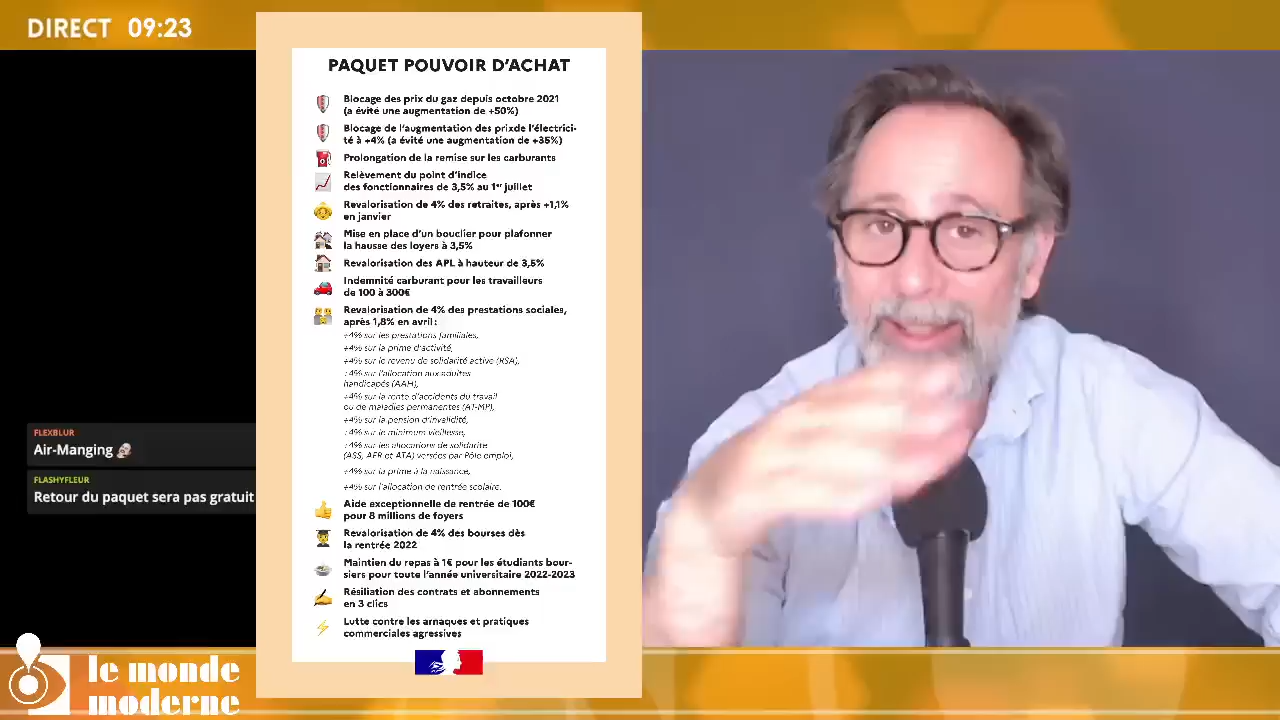 DIRECT 09:23
PAQUET POUVOIR D'ACHAT
Blocage des prix du gaz depuis octobre 2021
(a évité une augmentation de +50%)
Blocage de l'augmentation des prixde l'électrici-
té à +4% (a évité une augmentation de +35%)
Prolongation de la remise sur les carburants
Relèvement du point d'indice
des fonctionnaires de 3,5% au 1er juillet
Revalorisation de 4% des retraites, après +1,1%
en janvier
Mise en place d'un bouclier pour plafonner
la hausse des loyers à 3,5%
Revalorisation des APL à hauteur de 3,5%
Indemnité carburant pour les travailleurs
de 100 à 300€
Revalorisation de 4% des prestations sociales,
après 1,8% en avril :
+4% sur les prestations familiales,
+4% sur la prime d'activité,
+4% sur le revenu de solidarité active (RSA),
+4% sur l'allocation aux adultes
handicapés (AAH),
+4% sur la rente d'accidents du travail
ou de maladies permanentes (AT-MP),
+4% sur la pension d'invalidité,
+4% sur le minimum vieillesse,
+4% sur les allocations de solidarité
(ASS, AER et ATA) versées par Pôle emploi,
+4% sur la prime à la naissance,
+4% sur l'allocation de rentrée scolaire.
Aide exceptionnelle de rentrée de 100€
pour 8 millions de foyers
Revalorisation de 4% des bourses dès
la rentrée 2022
Maintien du repas à 1€ pour les étudiants bour-
siers pour toute l'année universitaire 2022-2023
Résiliation des contrats et abonnements
en 3 clics
Lutte contre les arnaques et pratiques
commerciales agressives
FLEXBLUR
Air-Manging
FLASHYFLEUR
Retour du paquet sera pas gratuit
le monde
moderne